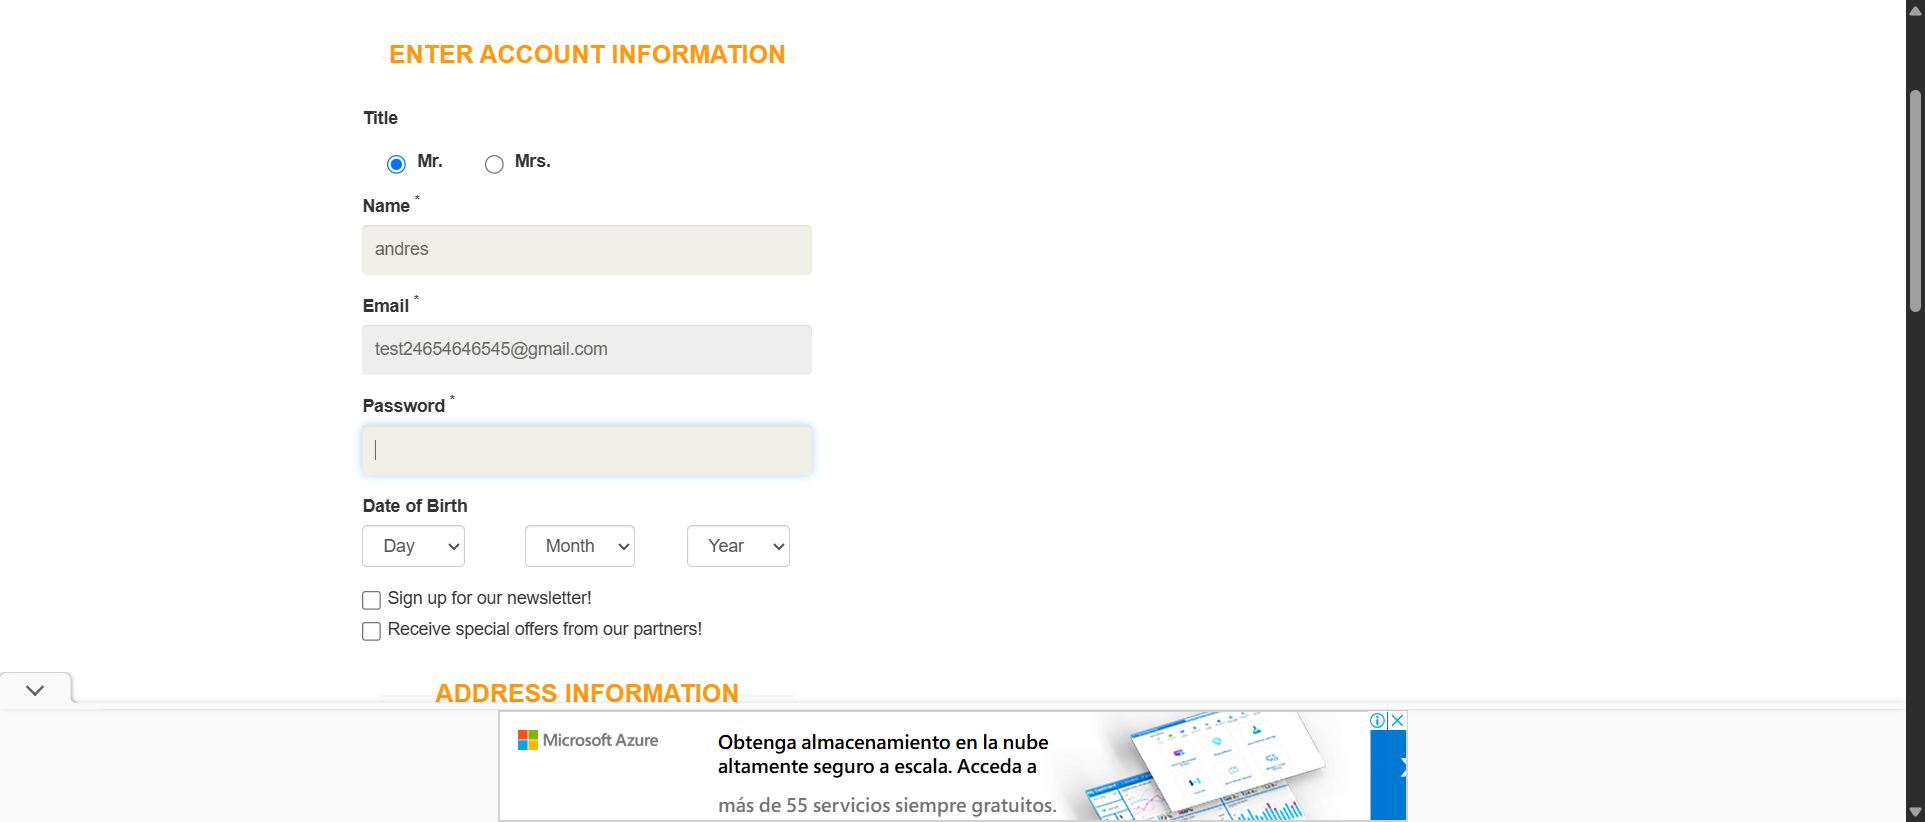 ENTER ACCOUNT INFORMATION
Title
Mr.
Mrs.
Name *
andres
Email *
test24654646545@gmail.com
Password *
Date of Birth
Day
Month
Year
Sign up for our newsletter!
Receive special offers from our partners!
ADDRESS INFORMATION
Microsoft Azure
Obtenga almacenamiento en la nube
altamente seguro a escala. Acceda a
más de 55 servicios siempre gratuitos.